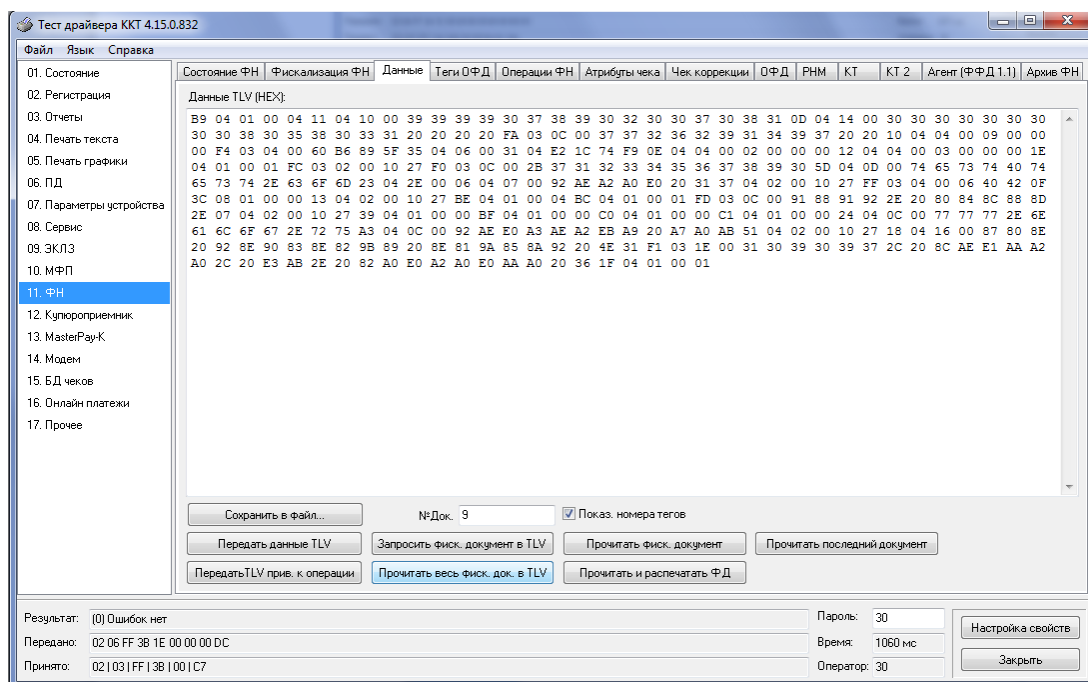 Тест драйвера ККТ 4.15.0.832
Файл Язык Справка
01. Состояние
02. Регистрация
03. Отчеты
04. Печать текста
05. Печать графики
06. ПД
07. Параметры устройства
08. Сервис
09. ЭКЛЗ
10. МФП
11. ФН
12. Купюроприемник
13. MasterPay-K
14. Модем
15. БД чеков
16. Онлайн платежи
17. Прочее
Состояние ФН Фискализация ФН Данные Теги ОФД Операции ФН Атрибуты чека Чек коррекции ОФД РНМ КТ КТ 2 Агент (ФФД 1.1) Архив ФН
Данные TLV (HEX):
B9 04 01 00 04 11 04 10 00 39 39 39 39 30 37 38 39 30 32 30 30 37 30 38 31 0D 04 14 00 30 30 30 30 30 30
30 30 38 30 35 38 30 33 31 20 20 20 20 FA 03 0C 00 37 37 32 36 32 39 31 34 39 37 20 20 10 04 04 00 09 00 00
00 F4 03 04 00 60 B6 89 5F 35 04 06 00 31 04 E2 1C 74 F9 0E 04 04 00 02 00 00 00 12 04 04 00 03 00 00 00 1E
04 01 00 01 FC 03 02 00 10 27 F0 03 0C 00 2B 37 31 32 33 34 35 36 37 38 39 30 5D 04 0D 00 74 65 73 74 40 74
65 73 74 2E 63 6F 6D 23 04 2E 00 06 04 07 00 92 AE A2 A0 E0 20 31 37 04 02 00 10 27 FF 03 04 00 06 40 42 0F
3C 08 01 00 00 13 04 02 00 10 27 BE 04 01 00 04 BC 04 01 00 01 FD 03 0C 00 91 88 91 92 2E 20 80 84 8C 88 8D
2E 07 04 02 00 10 27 39 04 01 00 00 BF 04 01 00 00 C0 04 01 00 00 C1 04 01 00 00 24 04 0C 00 77 77 77 2E 6E
61 6C 6F 67 2E 72 75 A3 04 0C 00 92 AE E0 A3 AE A2 EB A9 20 A7 A0 AB 51 04 02 00 10 27 18 04 16 00 87 80 8E
20 92 8E 90 83 8E 82 9B 89 20 8E 81 9A 85 8A 92 20 4E 31 F1 03 1E 00 31 30 39 30 39 37 2C 20 8C AE E1 AA A2
A0 2C 20 E3 AB 2E 20 82 A0 E0 A2 A0 E0 AA A0 20 36 1F 04 01 00 01
Сохранить в файл... №Док. 9 Показ. номера тегов
Передать данные TLV Запросить фиск. документ в TLV Прочитать фиск. документ Прочитать последний документ
ПередатьTLV прив. к операции Прочитать весь фиск. док. в TLV Прочитать и распечатать ФД
Результат: (0) Ошибок нет Пароль: 30 Настройка свойств
Передано: 02 06 FF 3B 1E 00 00 00 DC Время: 1060 мс
Принято: 02 | 03 | FF | 3B | 00 | C7 Оператор: 30 Закрыть